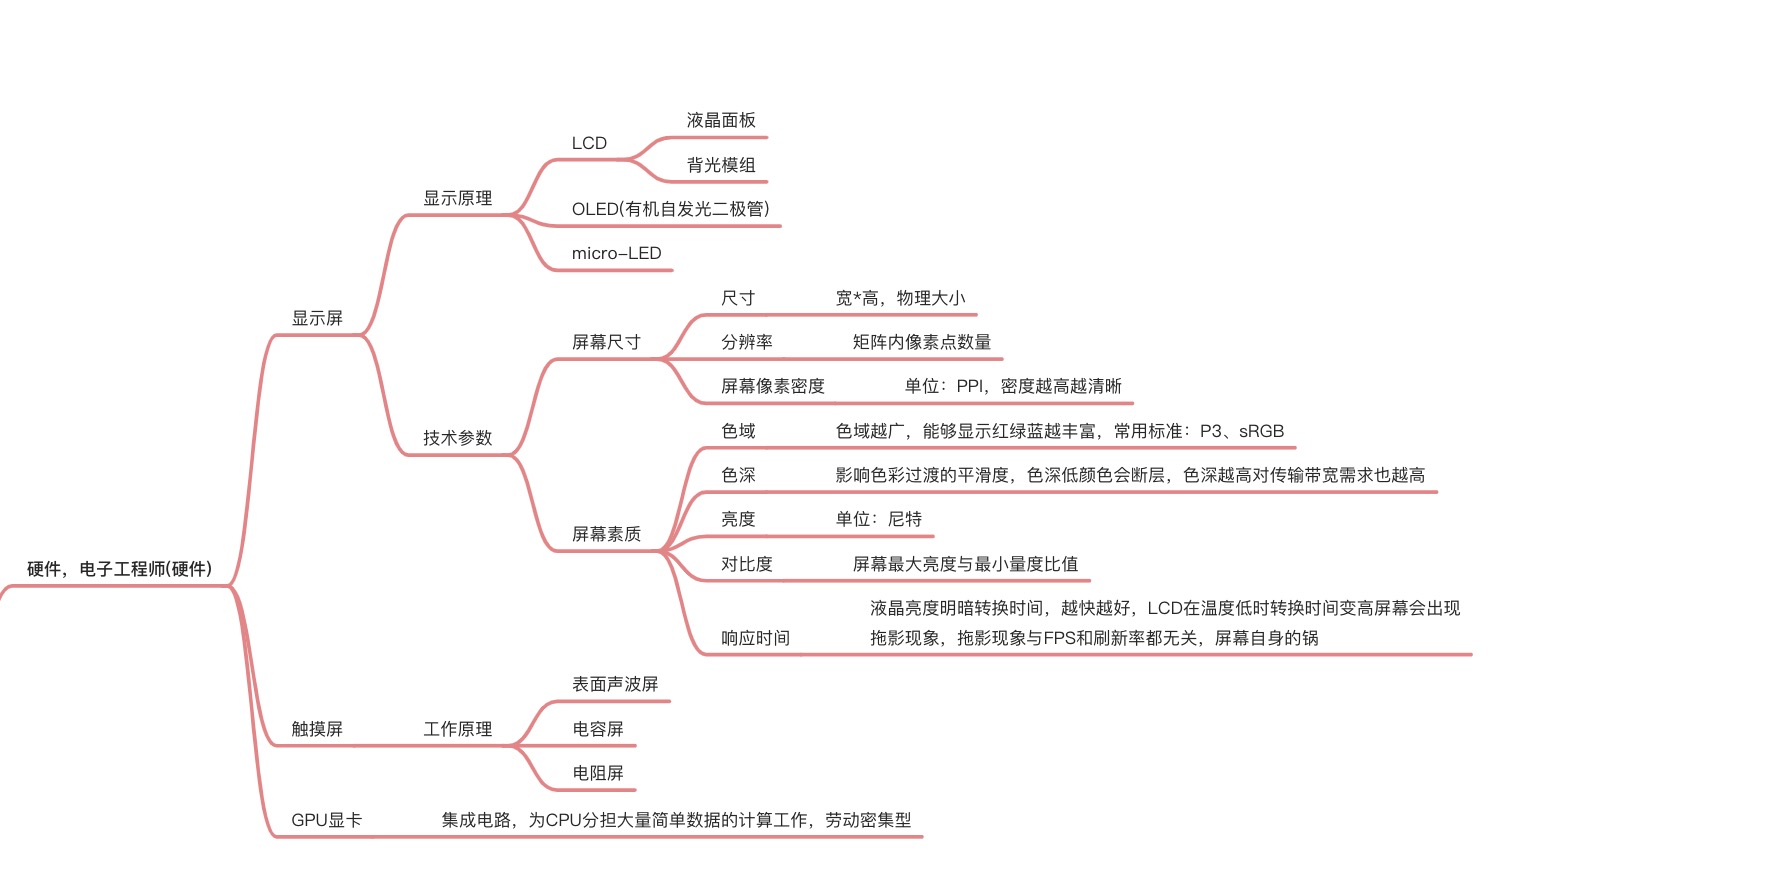 液晶面板
LCD
背光模组
显示原理
OLED(有机自发光二极管)
micro-LED
尺寸 宽*高，物理大小
显示屏
屏幕尺寸 分辨率 矩阵内像素点数量
屏幕像素密度 单位：PPI，密度越高越清晰
技术参数
色域 色域越广，能够显示红绿蓝越丰富，常用标准：P3、sRGB
色深 影响色彩过渡的平滑度，色深低颜色会断层，色深越高对传输带宽需求也越高
亮度 单位：尼特
屏幕素质
对比度 屏幕最大亮度与最小量度比值
硬件，电子工程师(硬件)
响应时间 液晶亮度明暗转换时间，越快越好，LCD在温度低时转换时间变高屏幕会出现
拖影现象，拖影现象与FPS和刷新率都无关，屏幕自身的锅
表面声波屏
触摸屏 工作原理 电容屏
电阻屏
GPU显卡 集成电路，为CPU分担大量简单数据的计算工作，劳动密集型